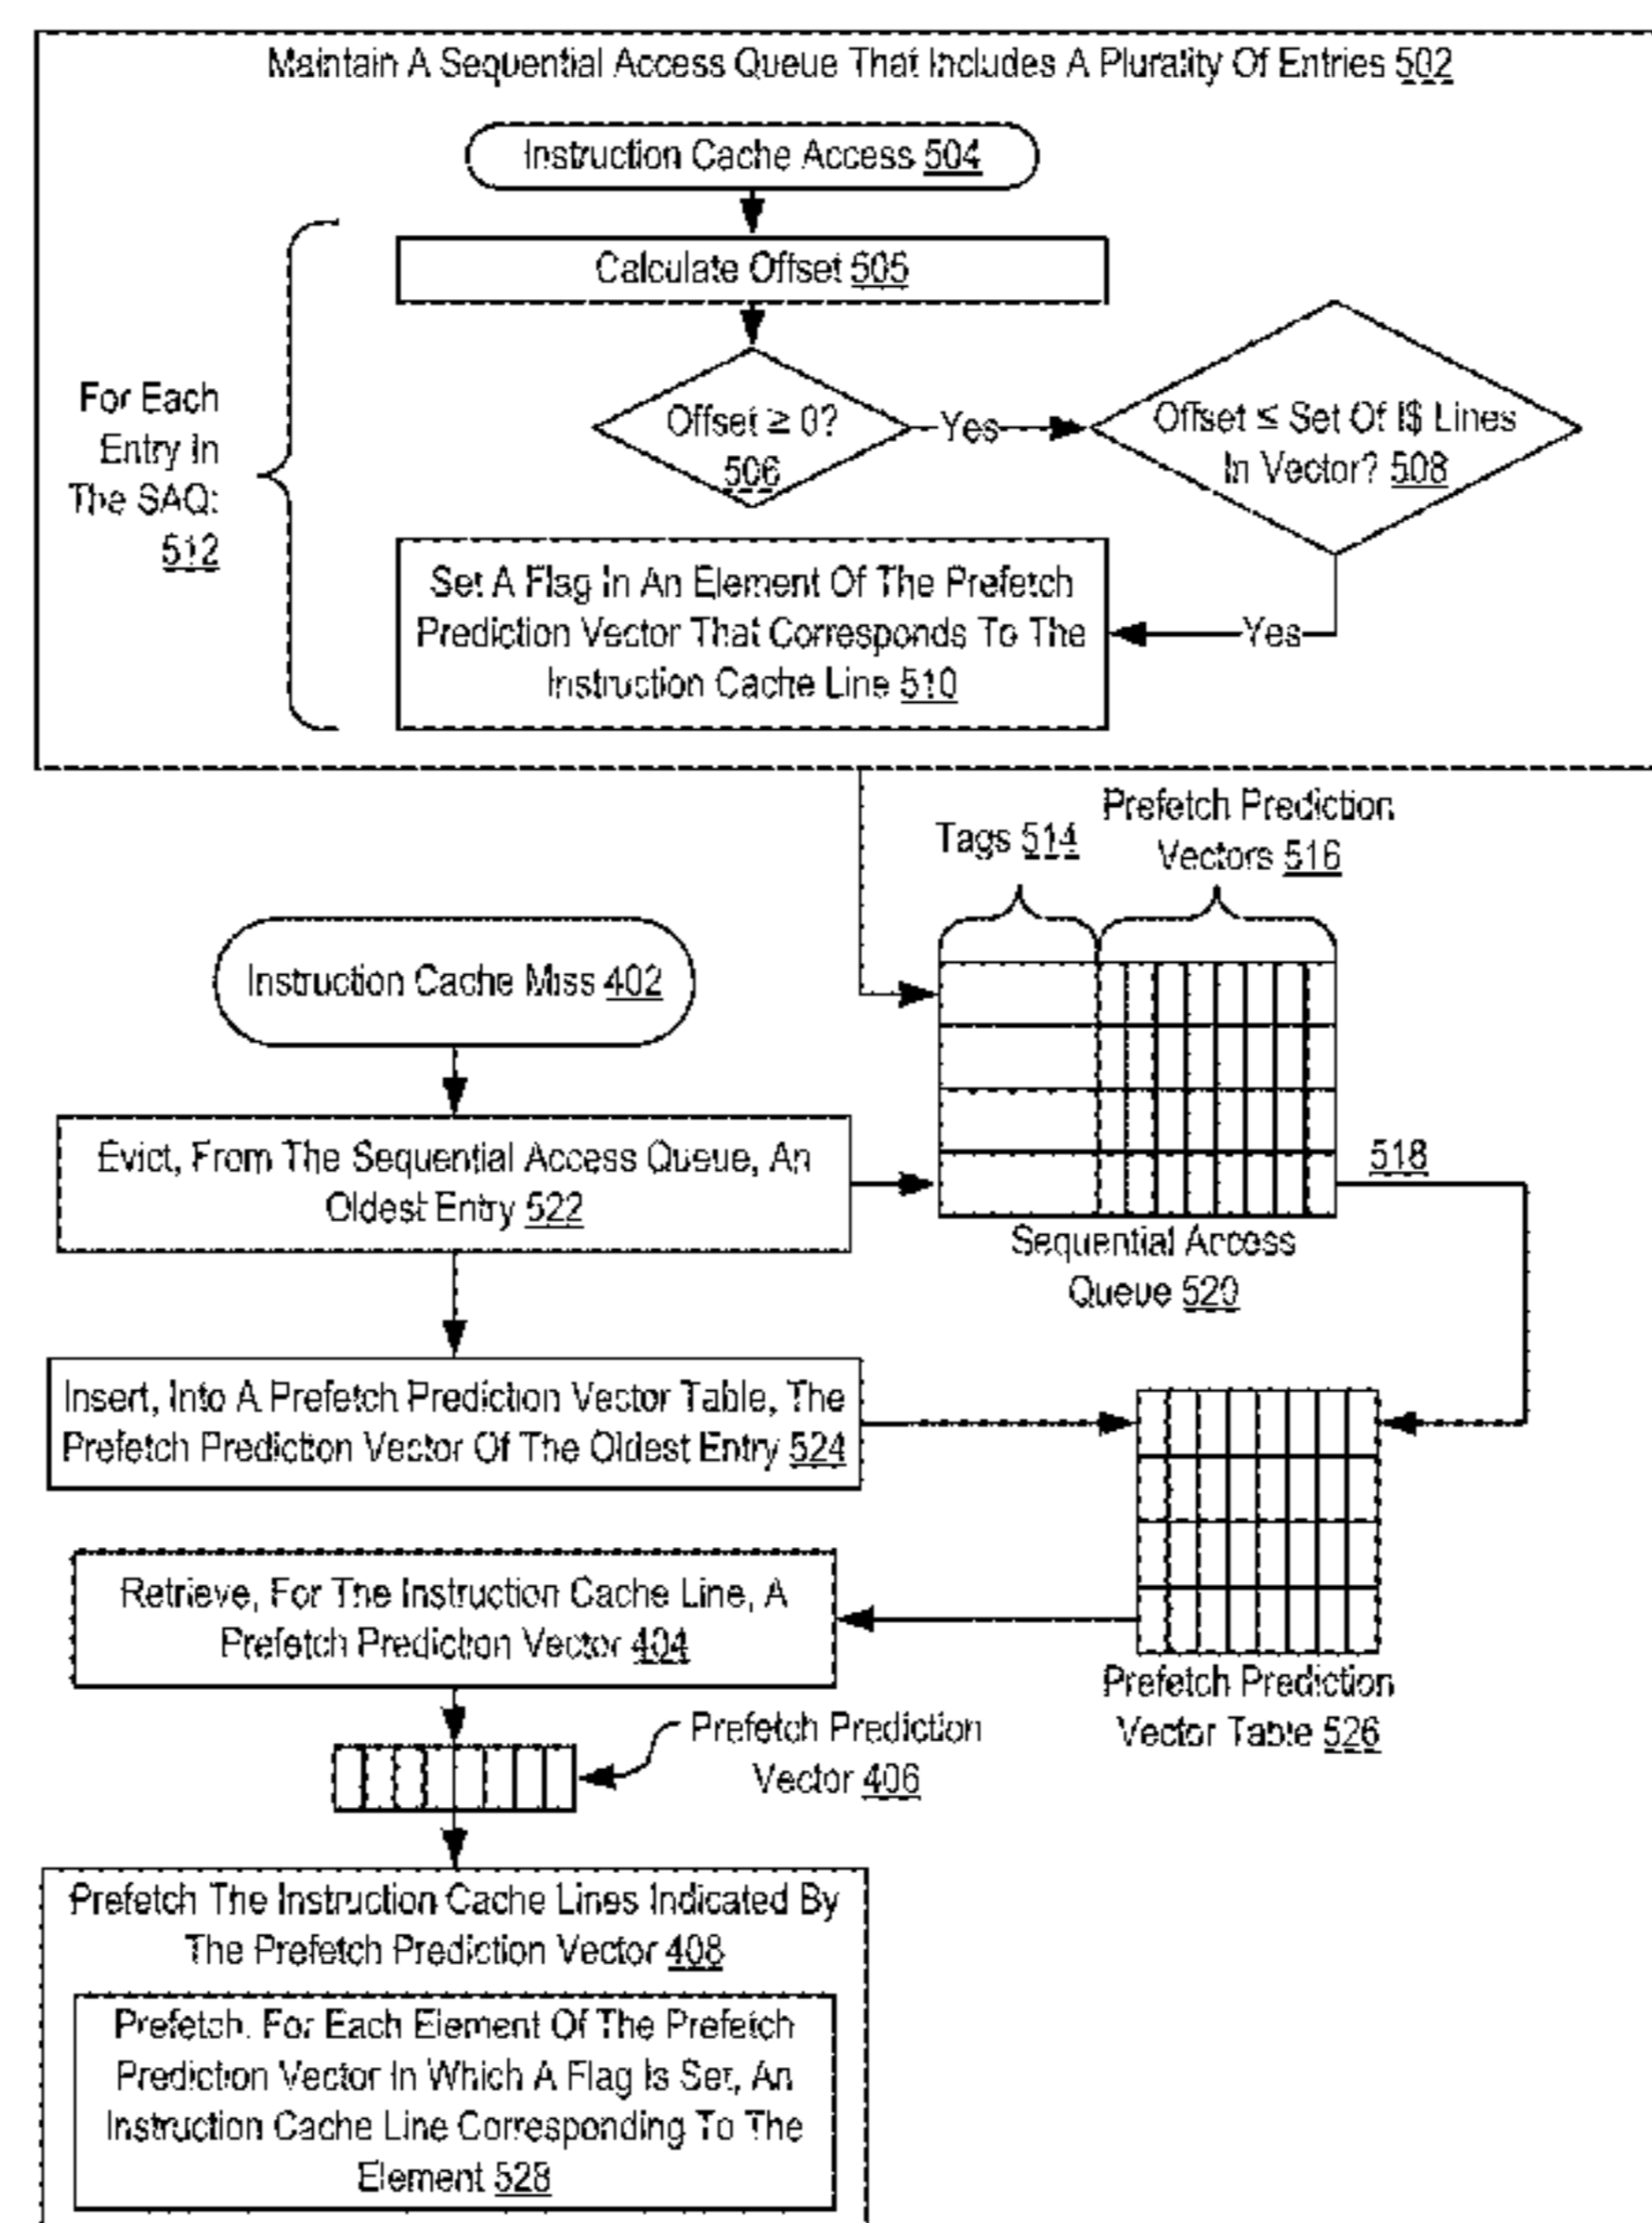 Maintain A Sequential Access Queue That Includes A Plurality Of Entries 502
Instruction Cache Access 504
Calculate Offset 505
For Each
Entry In
The SAQ:
512
Offset ≥ 0?
506
Yes
Offset ≤ Set Of I$ Lines
In Vector? 508
Yes
Set A Flag In An Element Of The Prefetch
Prediction Vector That Corresponds To The
Instruction Cache Line 510
Tags 514
Prefetch Prediction
Vectors 516
Instruction Cache Miss 402
Evict, From The Sequential Access Queue, An
Oldest Entry 522
518
Sequential Access
Queue 520
Insert, Into A Prefetch Prediction Vector Table, The
Prefetch Prediction Vector Of The Oldest Entry 524
Retrieve, For The Instruction Cache Line, A
Prefetch Prediction Vector 404
Prefetch Prediction
Vector Table 526
Prefetch Prediction
Vector 406
Prefetch The Instruction Cache Lines Indicated By
The Prefetch Prediction Vector 408
Prefetch. For Each Element Of The Prefetch
Prediction Vector In Which A Flag Is Set, An
Instruction Cache Line Corresponding To The
Element 528